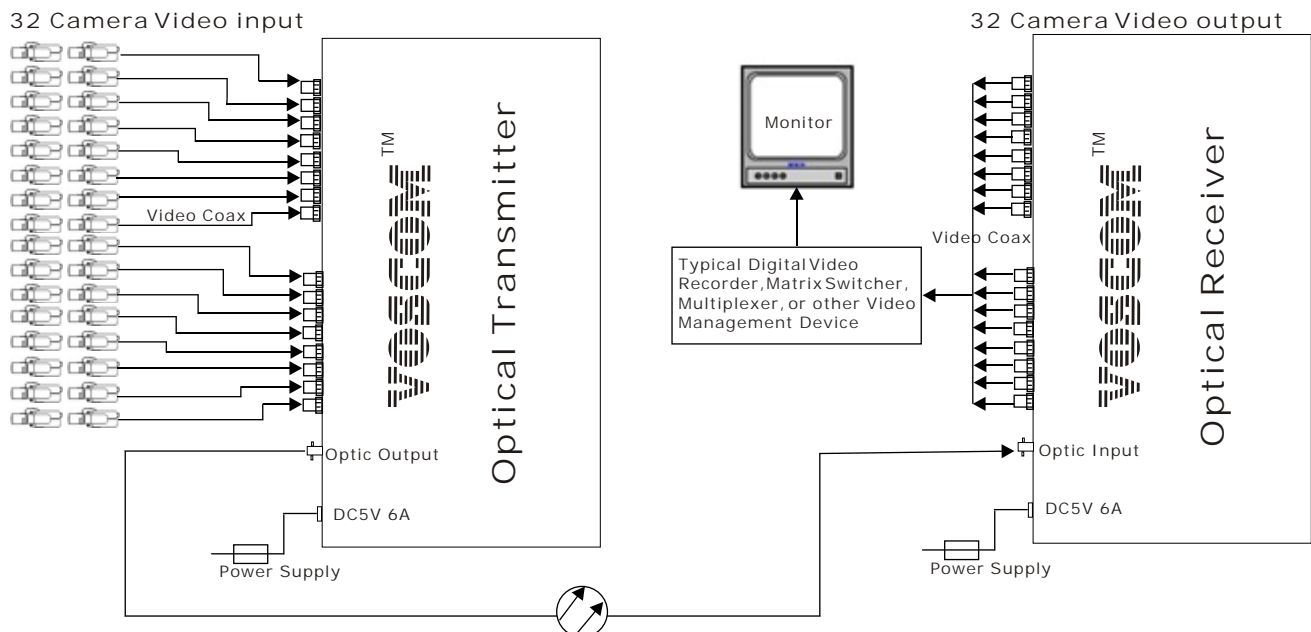 32 Camera Video input
32 Camera Video output
TM
VOSCOM
Optical Transmitter
Video Coax
Optic Output
DC5V 6A
Power Supply
Monitor
Typical Digital Video
Recorder, Matrix Switcher,
Multiplexer, or other Video
Management Device
Video Coax
TM
VOSCOM
Optical Receiver
Optic Input
DC5V 6A
Power Supply